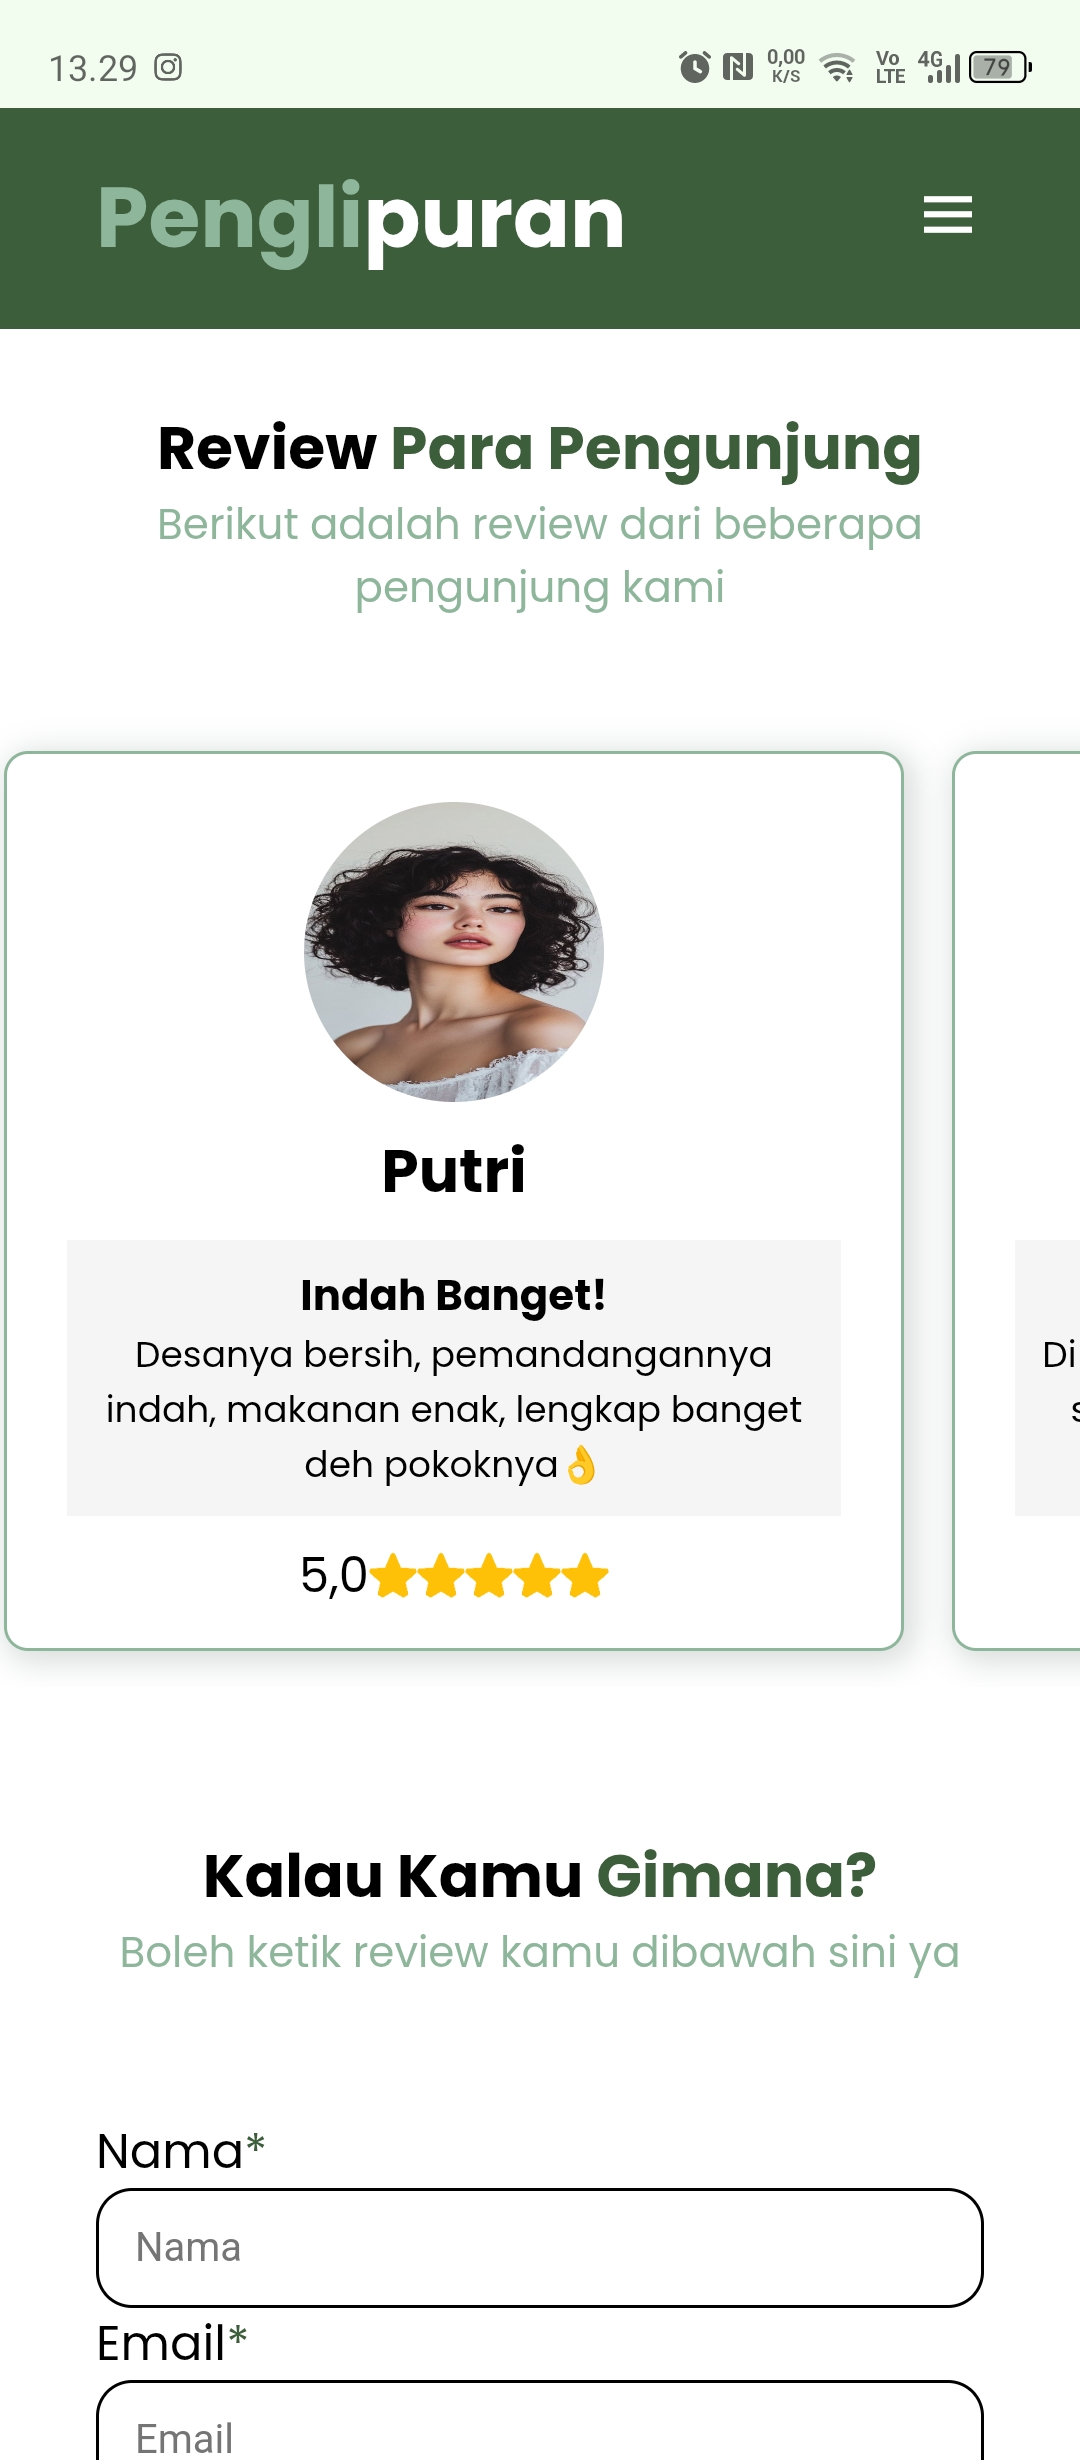 13.29
0,00
K/S
Vo
LTE
4G
79
Penglipuran
Review Para Pengunjung
Berikut adalah review dari beberapa
pengunjung kami
Putri
Indah Banget!
Desanya bersih, pemandangannya
indah, makanan enak, lengkap banget
deh pokoknya👌
Di
s
5,0
Kalau Kamu Gimana?
Boleh ketik review kamu dibawah sini ya
Nama*
Nama
Email*
Email